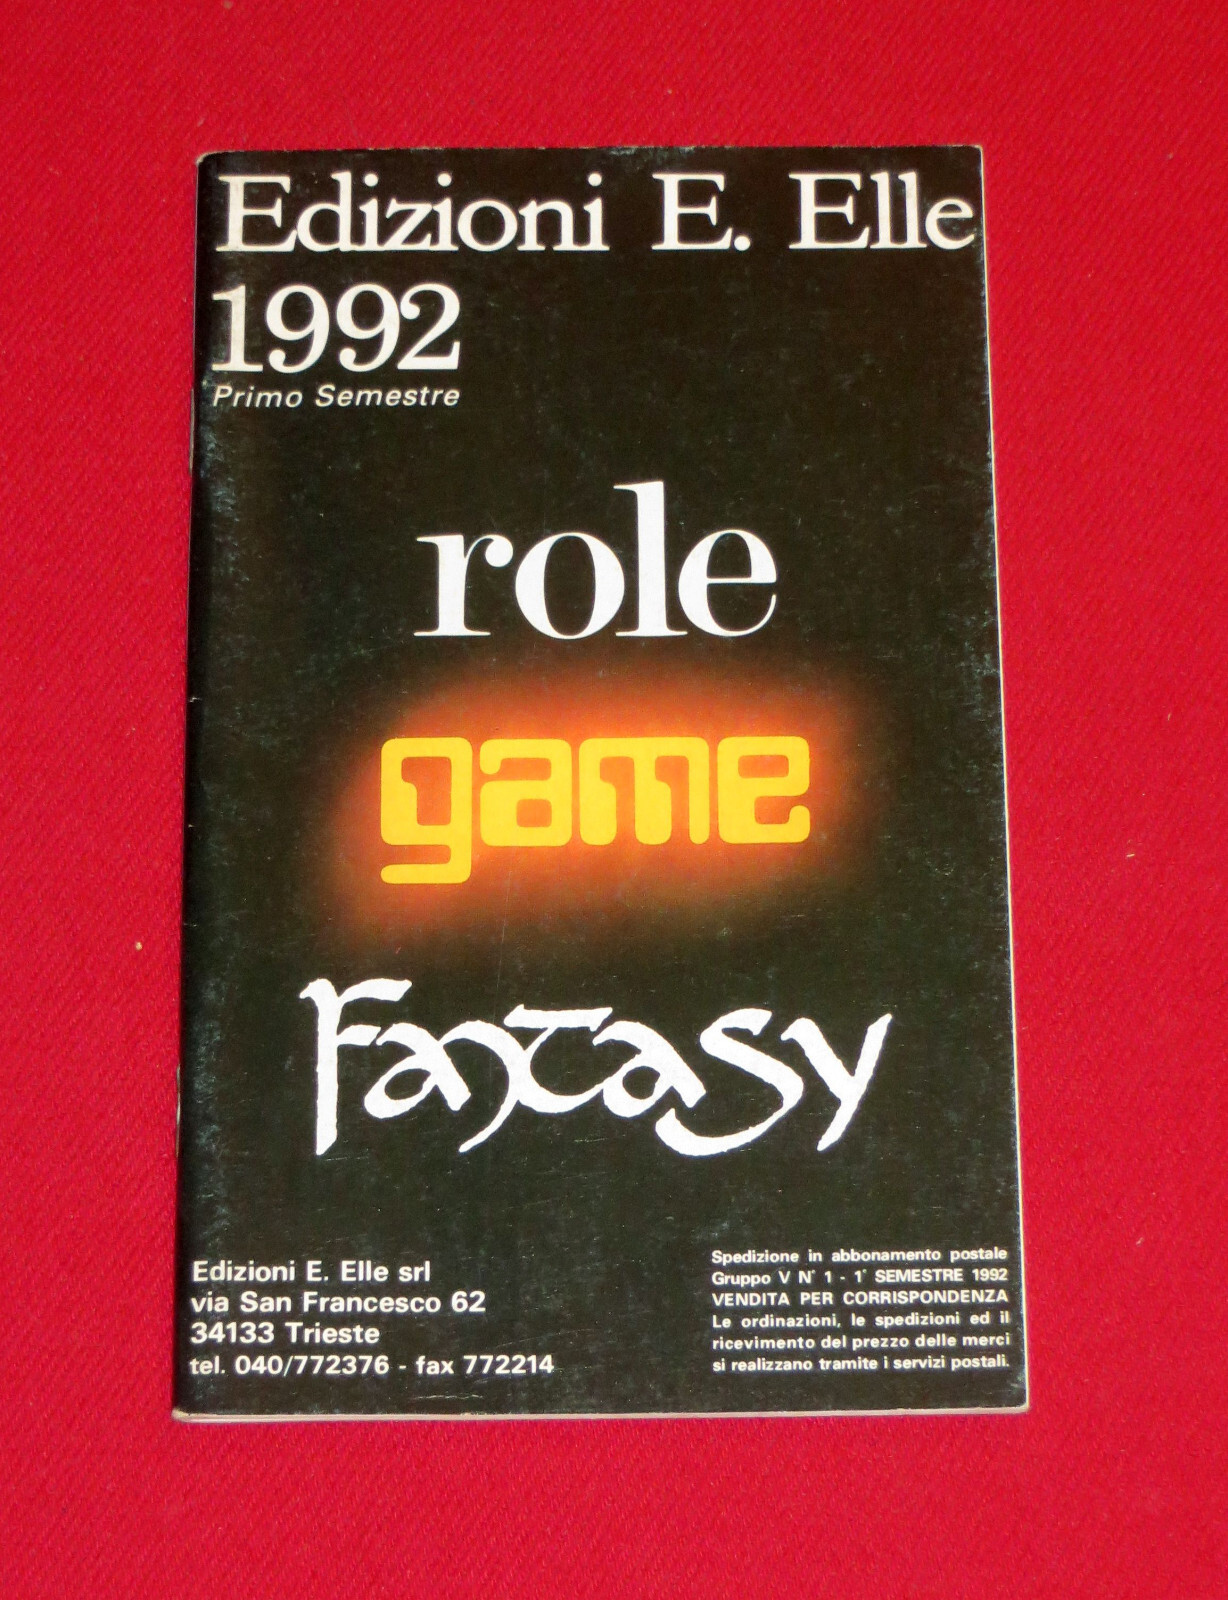 Edizioni E. Elle
1992
Primo Semestre
role
game
Fantasy
Edizioni E. Elle srl
via San Francesco 62
34133 Trieste
tel. 040/772376 - fax 772214
Spedizione in abbonamento postale
Gruppo V N° 1 - 1° SEMESTRE 1992
VENDITA PER CORRISPONDENZA
Le ordinazioni, le spedizioni ed il
ricevimento del prezzo delle merci
si realizzano tramite i servizi postali.